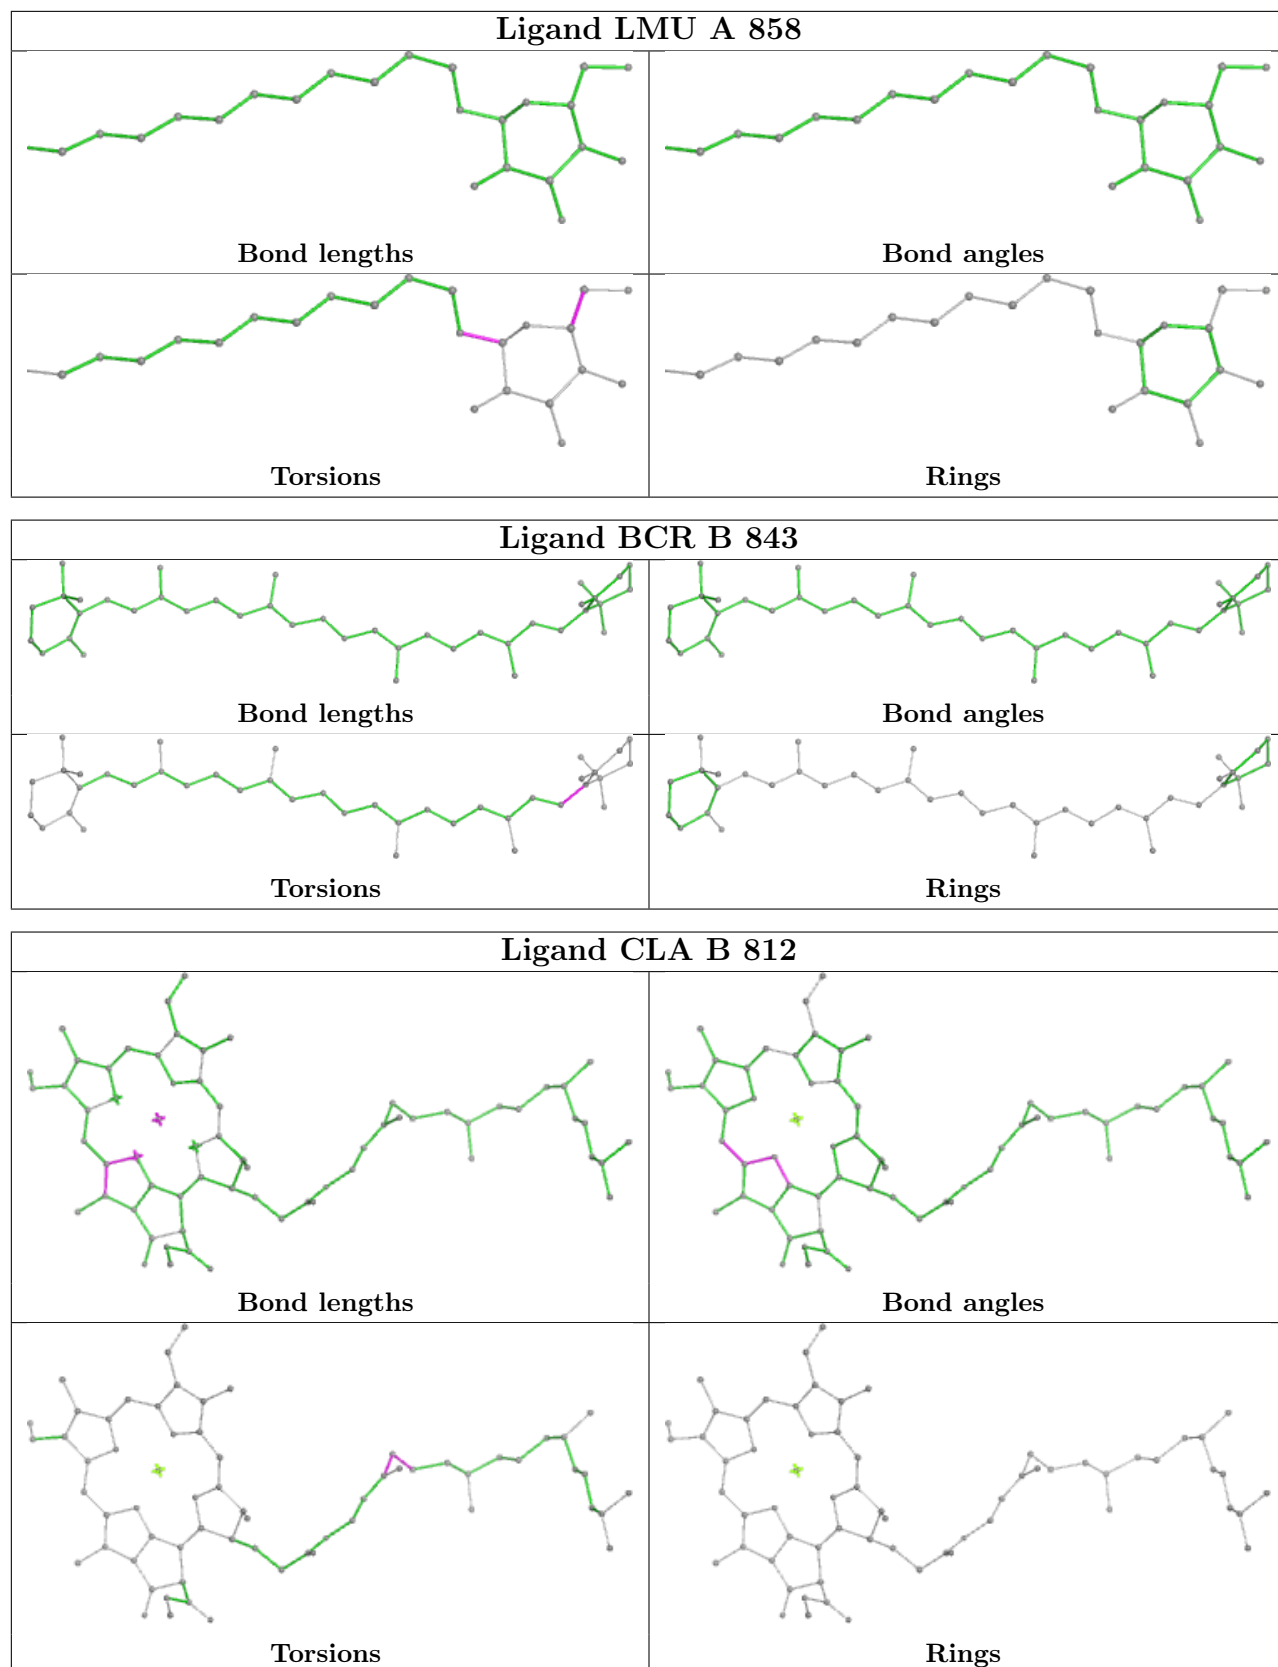 Ligand LMU A 858
Bond lengths
Bond angles
Torsions
Rings
Ligand BCR B 843
Bond lengths
Bond angles
Torsions
Rings
Ligand CLA B 812
Bond lengths
Bond angles
Torsions
Rings